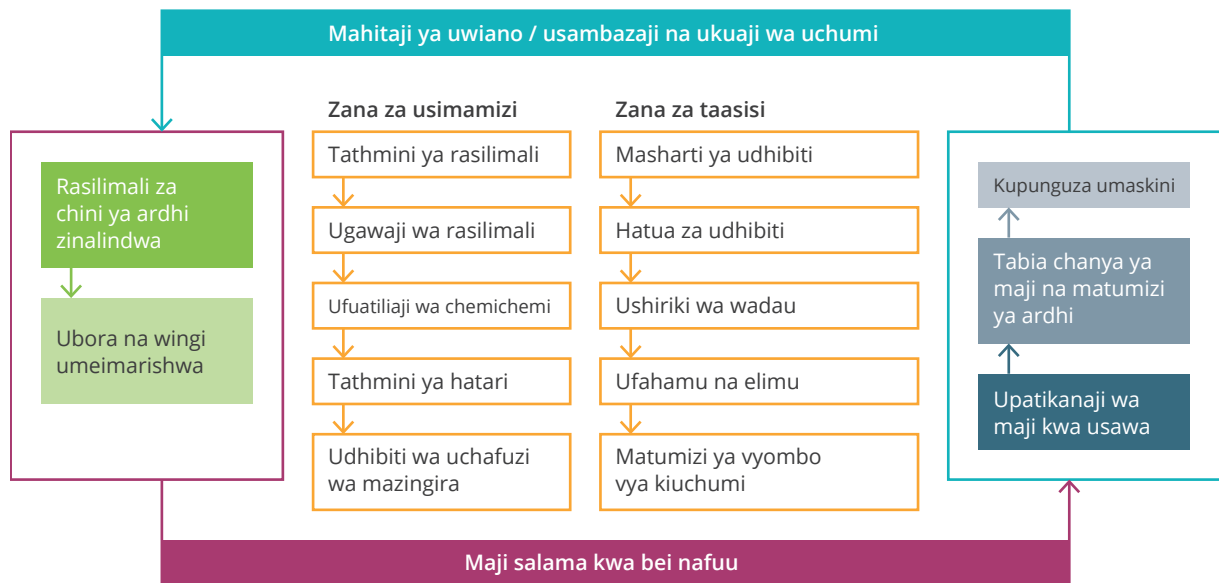 Mahitaji ya uwiano / usambazaji na ukuaji wa uchumi
Rasilimali za
chini ya ardhi
zinalindwa
Ubora na wingi
umeimarishwa
Zana za usimamizi
Tathmini ya rasilimali
Ugawaji wa rasilimali
Ufuatiliaji wa chemichemi
Tathmini ya hatari
Udhibiti wa uchafuzi
wa mazingira
Zana za taasisi
Masharti ya udhibiti
Hatua za udhibiti
Ushiriki wa wadau
Ufahamu na elimu
Matumizi ya vyombo
vya kiuchumi
Kupunguza umaskini
Tabia chanya ya
maji na matumizi
ya ardhi
Upatikanaji wa
maji kwa usawa
Maji salama kwa bei nafuu